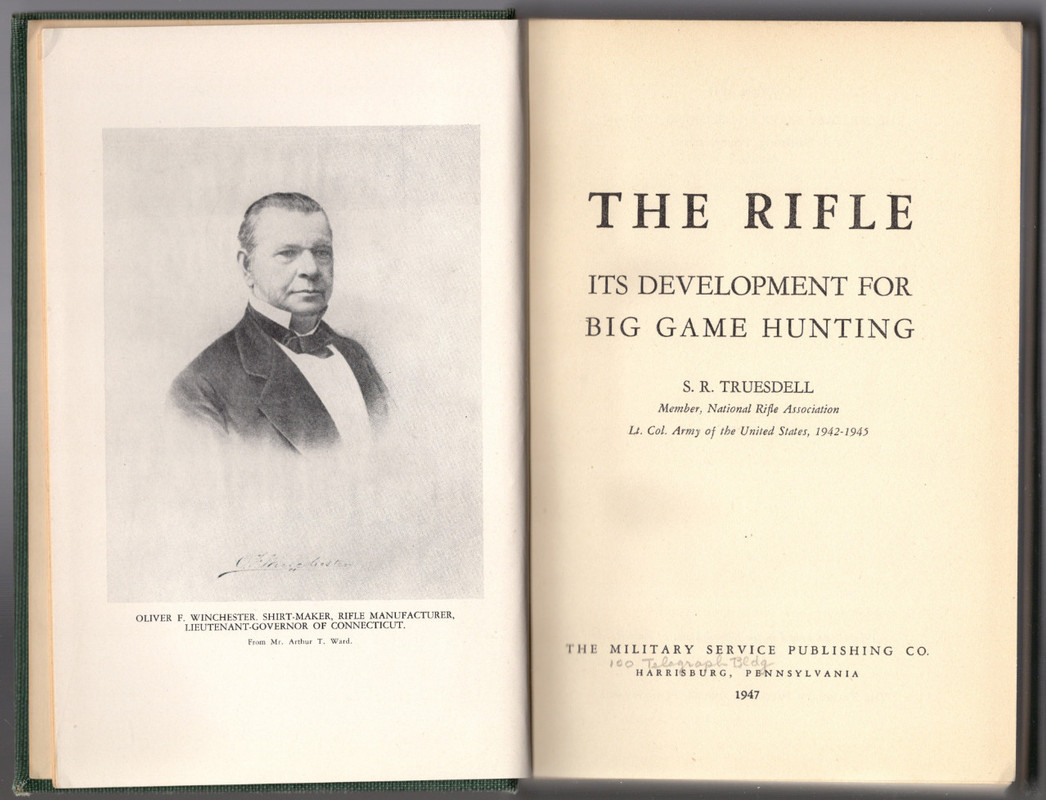 O. F. Winchester
OLIVER F. WINCHESTER. SHIRT-MAKER, RIFLE MANUFACTURER,
LIEUTENANT-GOVERNOR OF CONNECTICUT.
From Mr. Arthur T. Ward.
THE RIFLE
ITS DEVELOPMENT FOR
BIG GAME HUNTING
S. R. TRUESDELL
Member, National Rifle Association
Lt. Col. Army of the United States, 1942-1945
THE MILITARY SERVICE PUBLISHING CO.
100 Telegraph Bldg
HARRISBURG, PENNSYLVANIA
1947